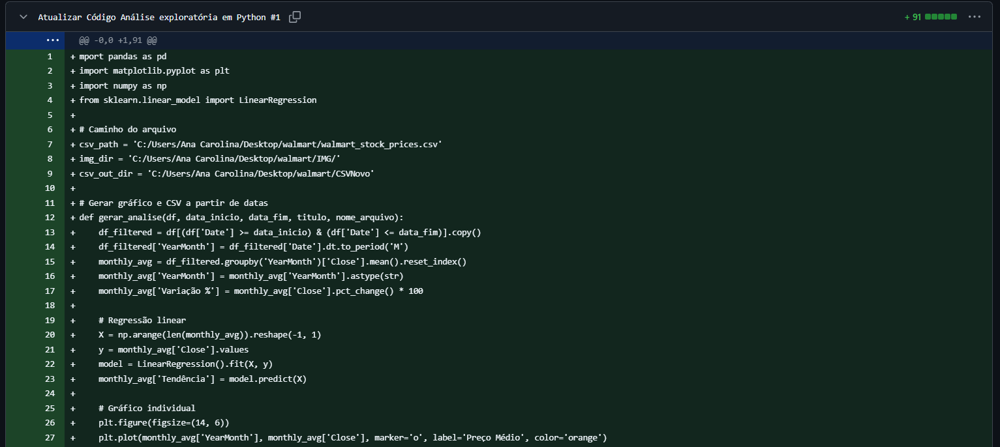 Atualizar Código Análise exploratória em Python #1 + 91
@@ -0,0 +1,91 @@
1 + mport pandas as pd
2 + import matplotlib.pyplot as plt
3 + import numpy as np
4 + from sklearn.linear_model import LinearRegression
5 +
6 + # Caminho do arquivo
7 + csv_path = 'C:/Users/Ana Carolina/Desktop/walmart/walmart_stock_prices.csv'
8 + img_dir = 'C:/Users/Ana Carolina/Desktop/walmart/IMG/'
9 + csv_out_dir = 'C:/Users/Ana Carolina/Desktop/walmart/CSVNovo'
10 +
11 + # Gerar gráfico e CSV a partir de datas
12 + def gerar_analise(df, data_inicio, data_fim, titulo, nome_arquivo):
13 +     df_filtered = df[(df['Date'] >= data_inicio) & (df['Date'] <= data_fim)].copy()
14 +     df_filtered['YearMonth'] = df_filtered['Date'].dt.to_period('M')
15 +     monthly_avg = df_filtered.groupby('YearMonth')['Close'].mean().reset_index()
16 +     monthly_avg['YearMonth'] = monthly_avg['YearMonth'].astype(str)
17 +     monthly_avg['Variação %'] = monthly_avg['Close'].pct_change() * 100
18 +
19 +     # Regressão linear
20 +     X = np.arange(len(monthly_avg)).reshape(-1, 1)
21 +     y = monthly_avg['Close'].values
22 +     model = LinearRegression().fit(X, y)
23 +     monthly_avg['Tendência'] = model.predict(X)
24 +
25 +     # Gráfico individual
26 +     plt.figure(figsize=(14, 6))
27 +     plt.plot(monthly_avg['YearMonth'], monthly_avg['Close'], marker='o', label='Preço Médio', color='orange')